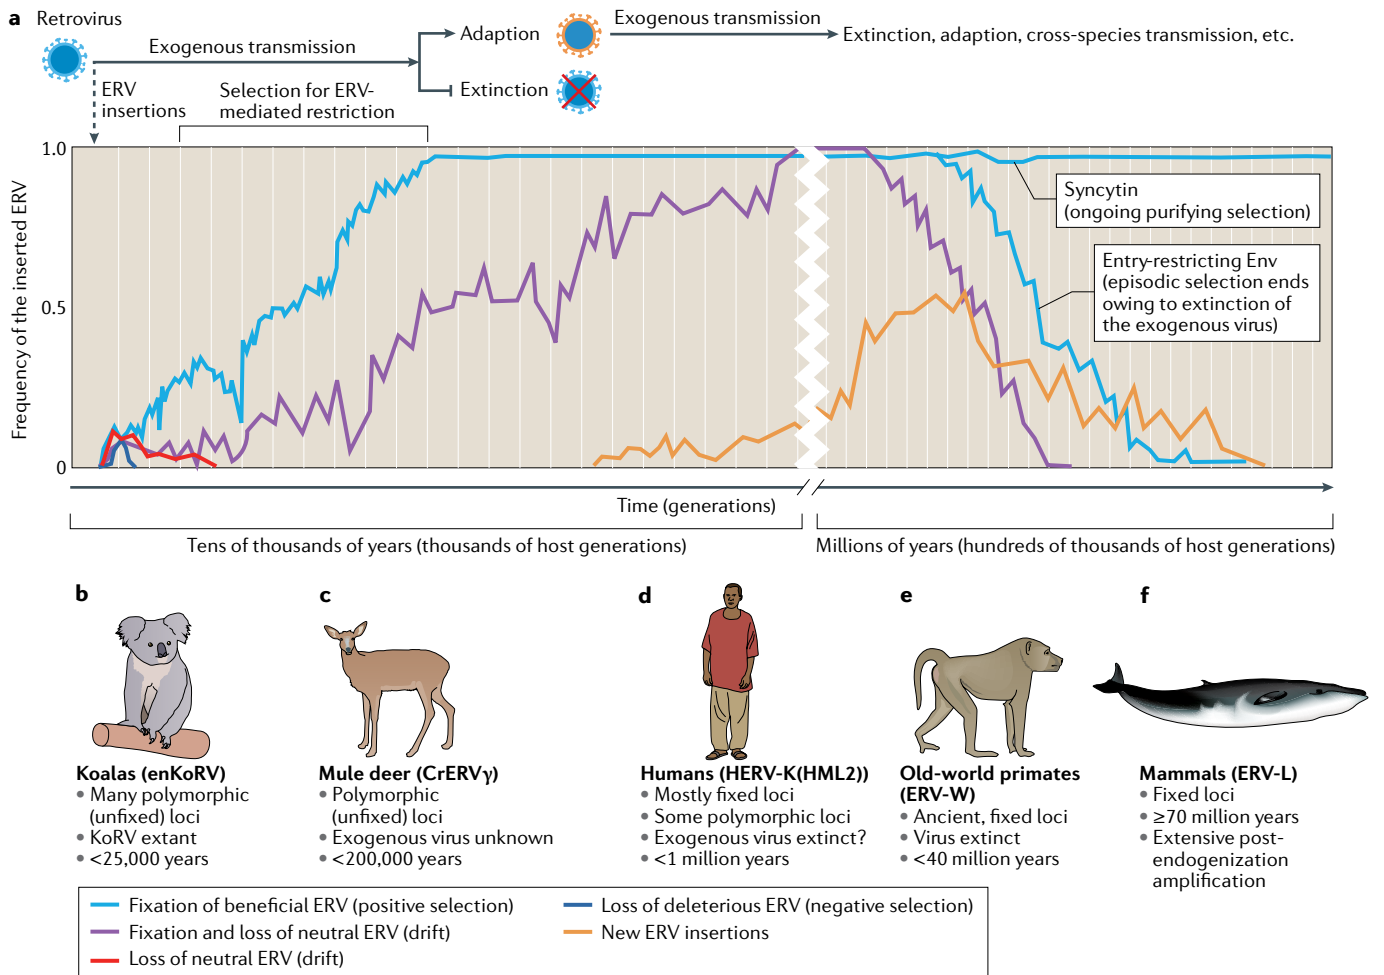 a
Retrovirus
Exogenous transmission
Adaption
Exogenous transmission
Extinction, adaption, cross-species transmission, etc.
Extinction
ERV
insertions
Selection for ERV-
mediated restriction
Frequency of the inserted ERV
1.0
0.5
0
Syncytin
(ongoing purifying selection)
Entry-restricting Env
(episodic selection ends
owing to extinction of
the exogenous virus)
Time (generations)
Tens of thousands of years (thousands of host generations)
Millions of years (hundreds of thousands of host generations)
b
Koalas (enKoRV)
• Many polymorphic
(unfixed) loci
• KoRV extant
• <25,000 years
c
Mule deer (CrERVγ)
• Polymorphic
(unfixed) loci
• Exogenous virus unknown
• <200,000 years
d
Humans (HERV-K(HML2))
• Mostly fixed loci
• Some polymorphic loci
• Exogenous virus extinct?
• <1 million years
e
Old-world primates
(ERV-W)
• Ancient, fixed loci
• Virus extinct
• <40 million years
f
Mammals (ERV-L)
• Fixed loci
• ≥70 million years
• Extensive post-
endogenization
amplification
Fixation of beneficial ERV (positive selection)
Fixation and loss of neutral ERV (drift)
Loss of neutral ERV (drift)
Loss of deleterious ERV (negative selection)
New ERV insertions